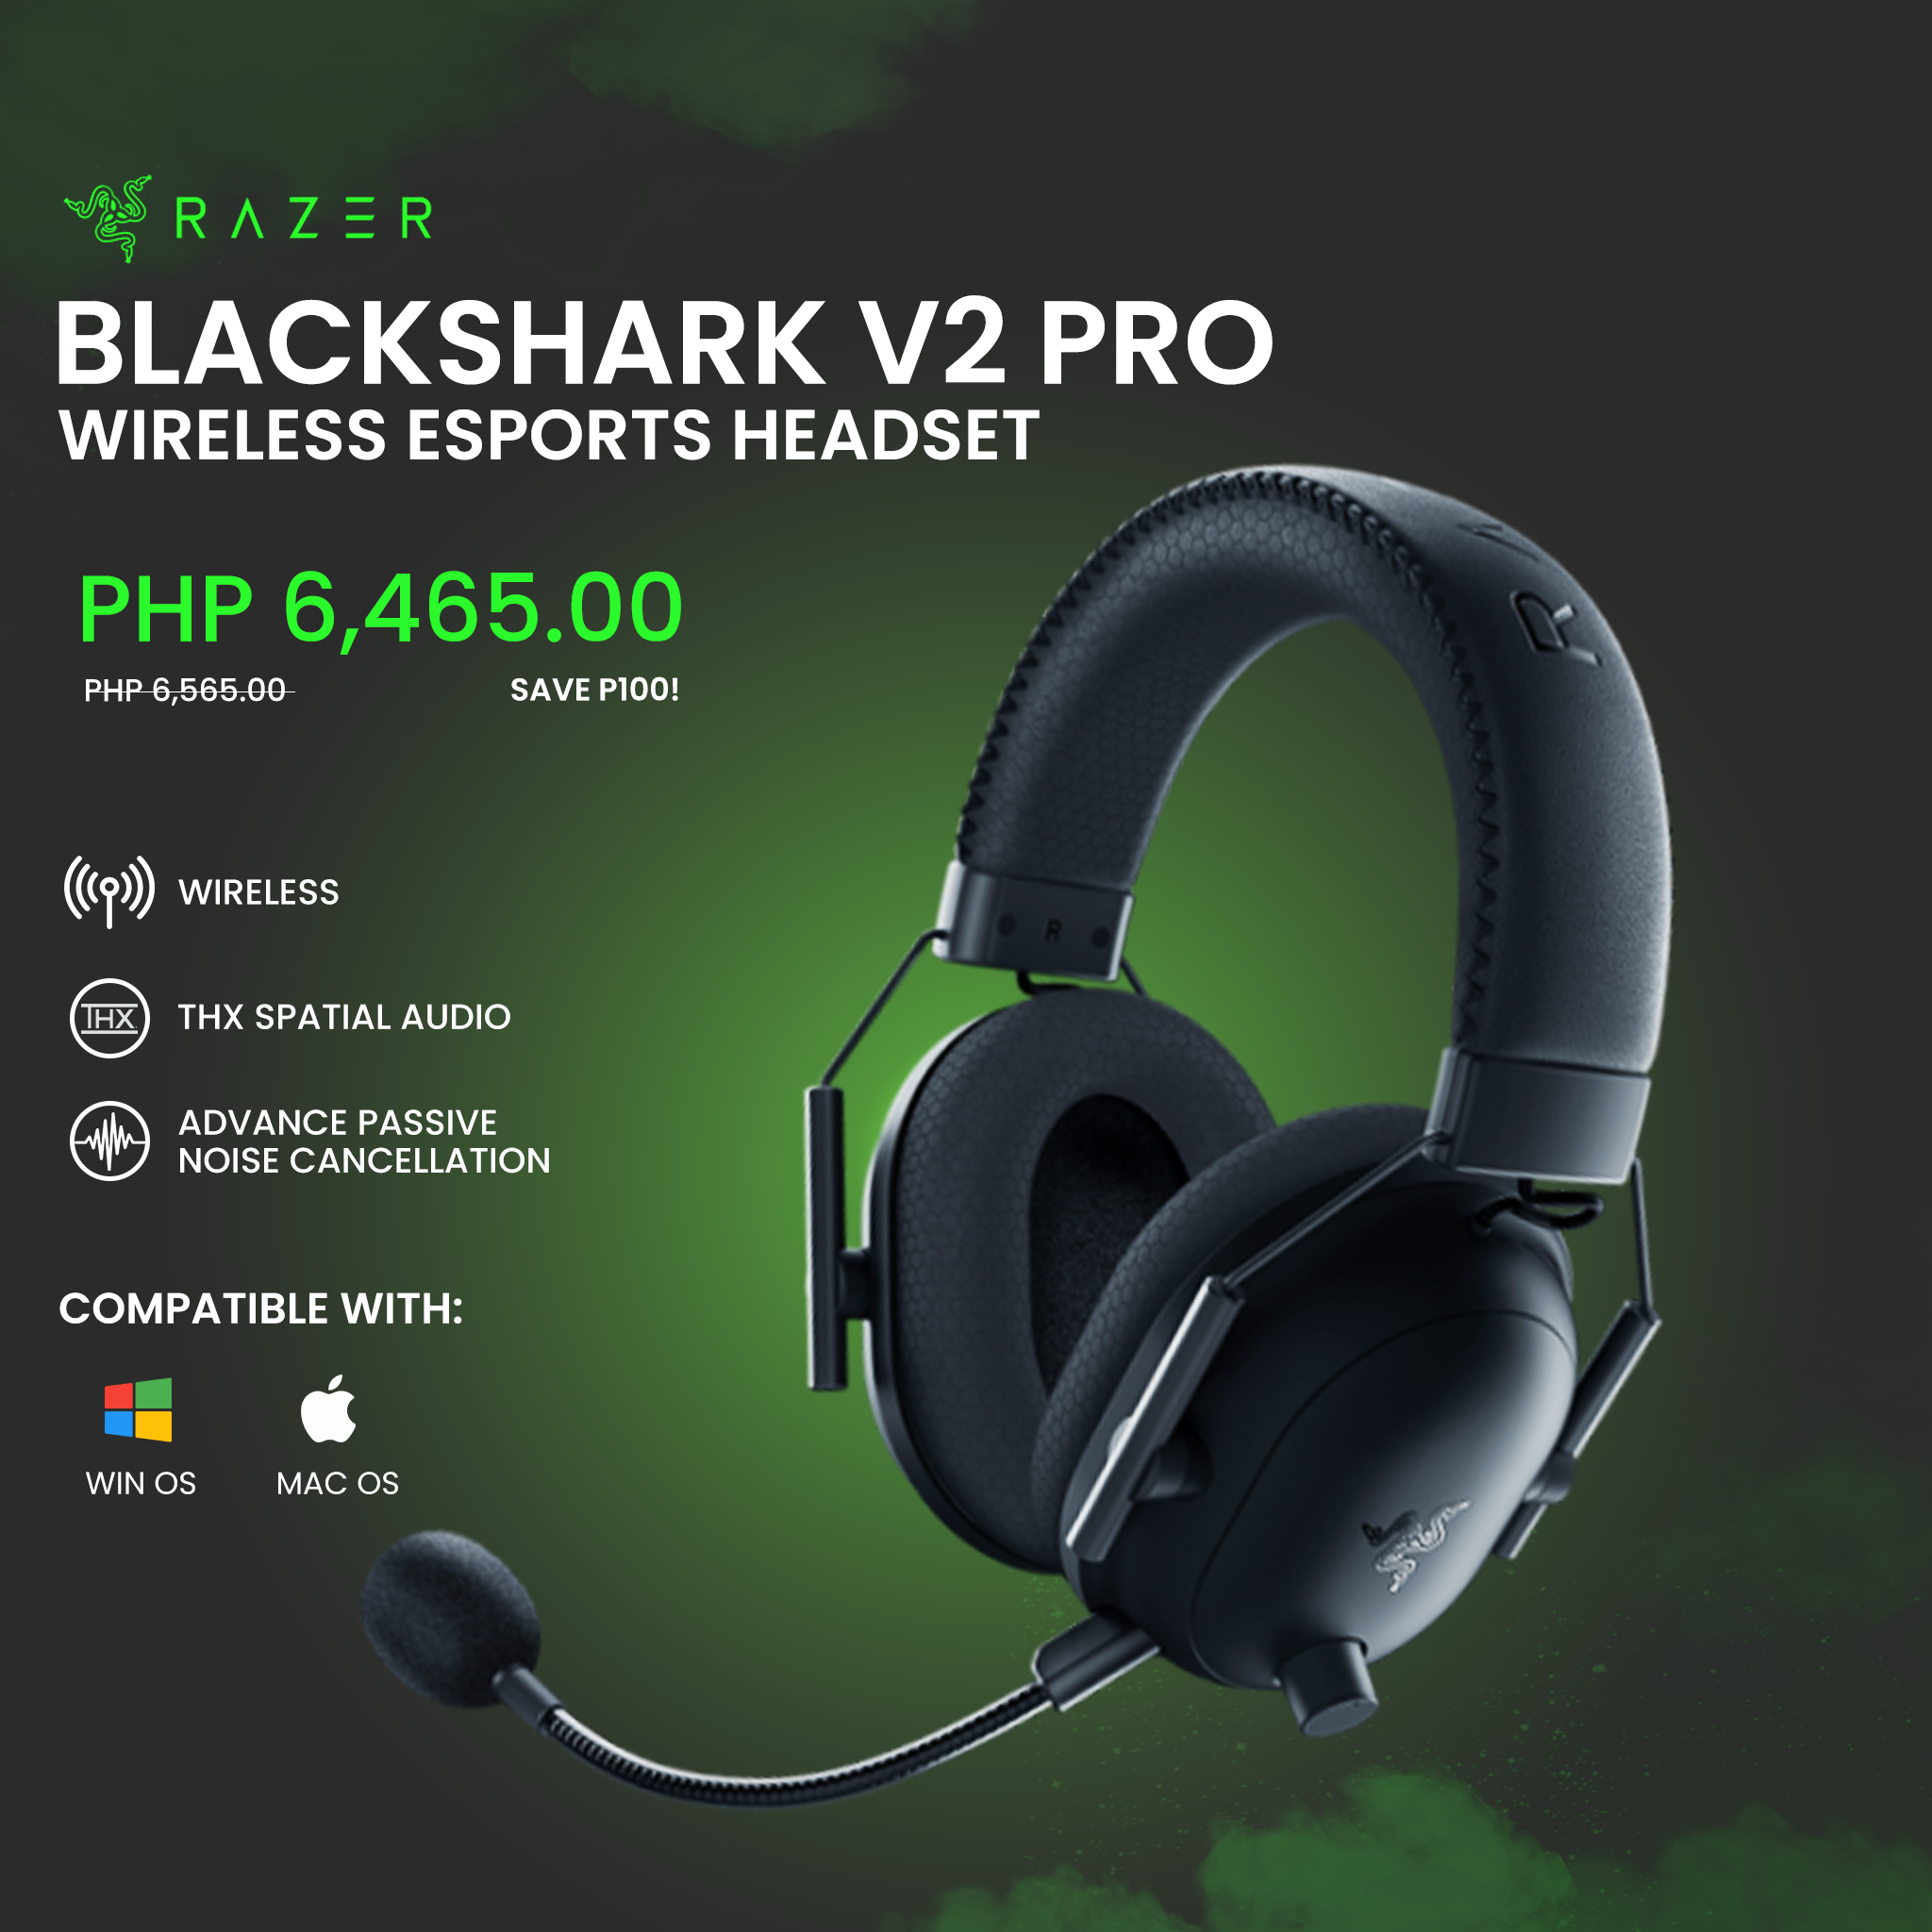 RAZER
BLACKSHARK V2 PRO
WIRELESS ESPORTS HEADSET
PHP 6,465.00
PHP 6,565.00 SAVE P100!
WIRELESS
THX
THX SPATIAL AUDIO
ADVANCE PASSIVE
NOISE CANCELLATION
COMPATIBLE WITH:
WIN OS MAC OS
R
R